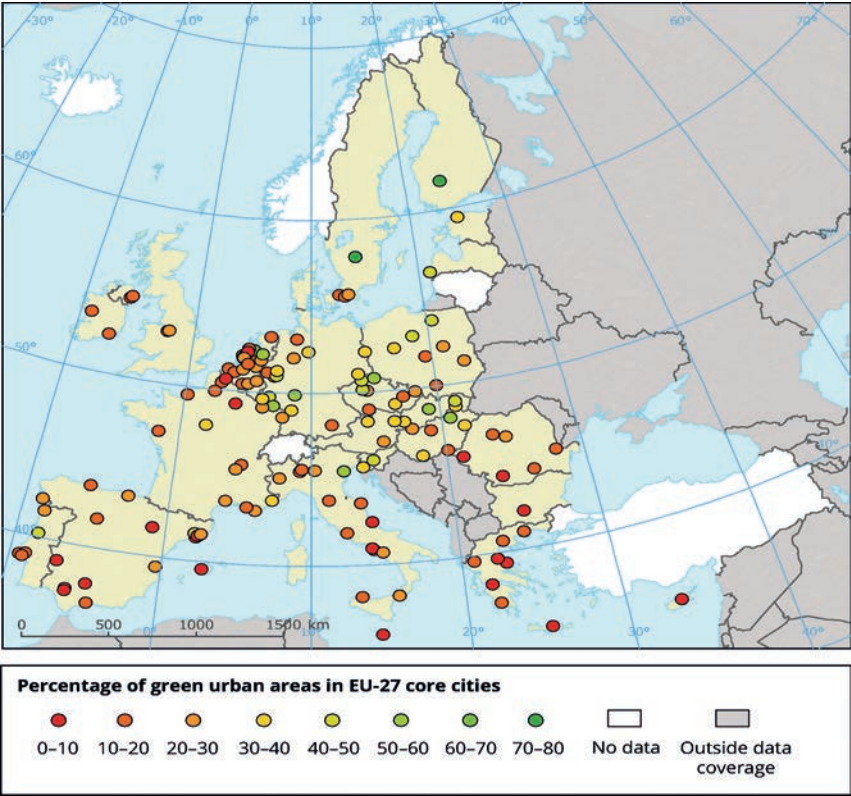 -30° -20° -10° 0° 10° 20° 30° 40° 50° 60° 70°
60°
50°
40°
40°
0 500 1000 1500 km
0° 10° 20° 30° 40°
Percentage of green urban areas in EU-27 core cities
0–10 10–20 20–30 30–40 40–50 50–60 60–70 70–80 No data Outside data
coverage